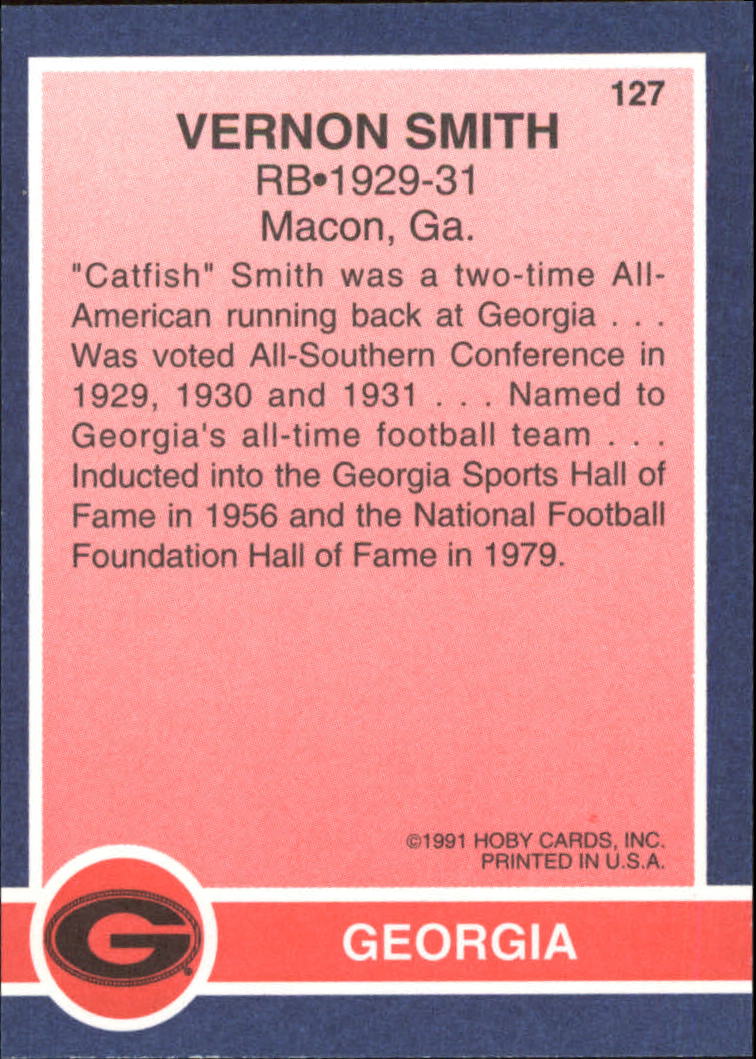 127
VERNON SMITH
RB•1929-31
Macon, Ga.
"Catfish" Smith was a two-time All-
American running back at Georgia . . .
Was voted All-Southern Conference in
1929, 1930 and 1931 . . . Named to
Georgia's all-time football team . . .
Inducted into the Georgia Sports Hall of
Fame in 1956 and the National Football
Foundation Hall of Fame in 1979.
©1991 HOBY CARDS, INC.
PRINTED IN U.S.A.
G
®
GEORGIA